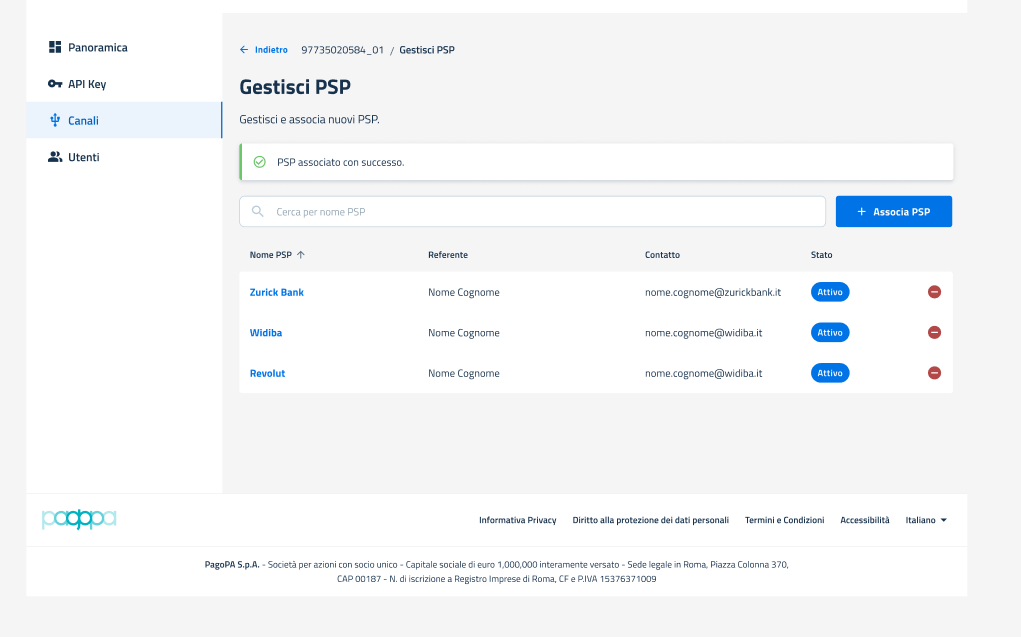 Panoramica
API Key
Canali
Utenti
Indietro 97735020584_01 / Gestisci PSP
Gestisci PSP
Gestisci e associa nuovi PSP.
PSP associato con successo.
Cerca per nome PSP
+ Associa PSP
Nome PSP Referente Contatto Stato
Zurick Bank Nome Cognome nome.cognome@zurickbank.it Attivo
Widiba Nome Cognome nome.cognome@widiba.it Attivo
Revolut Nome Cognome nome.cognome@widiba.it Attivo
pagopa
Informativa Privacy Diritto alla protezione dei dati personali Termini e Condizioni Accessibilità Italiano
PagoPA S.p.A. - Società per azioni con socio unico - Capitale sociale di euro 1,000,000 interamente versato - Sede legale in Roma, Piazza Colonna 370,
CAP 00187 - N. di iscrizione a Registro Imprese di Roma, CF e P.IVA 15376371009